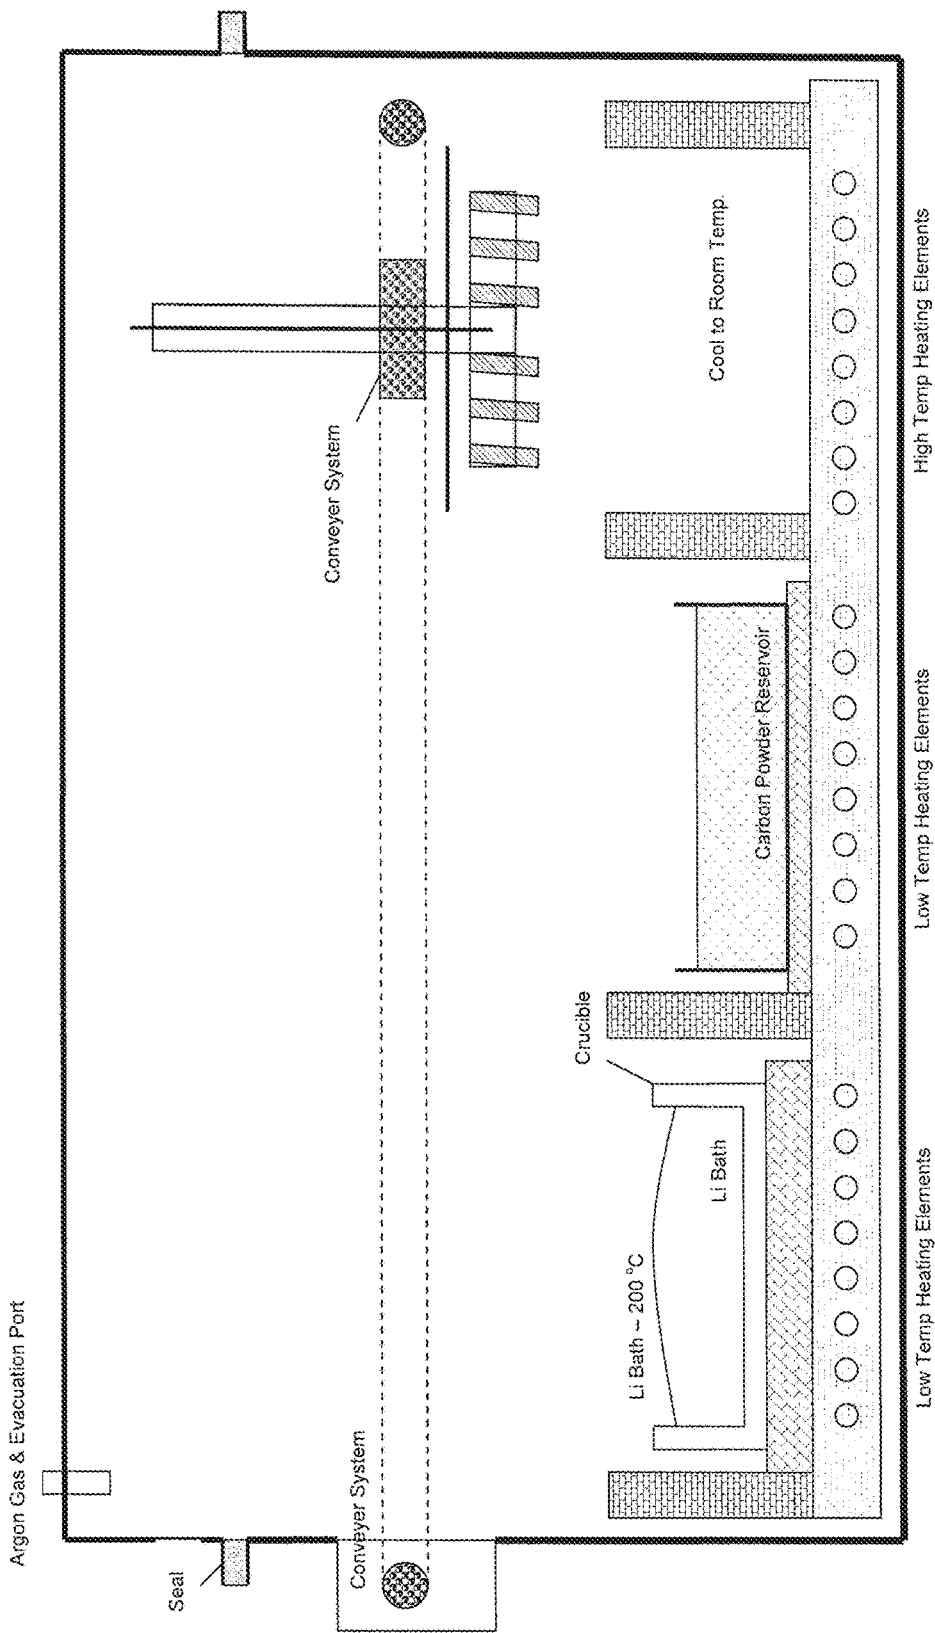 Argon Gas & Evacuation Port
Seal
Conveyer System
Conveyer System
Li Bath ~ 200 °C
Li Bath
Crucible
Carbon Powder Reservoir
Cool to Room Temp.
Low Temp Heating Elements
Low Temp Heating Elements
High Temp Heating Elements